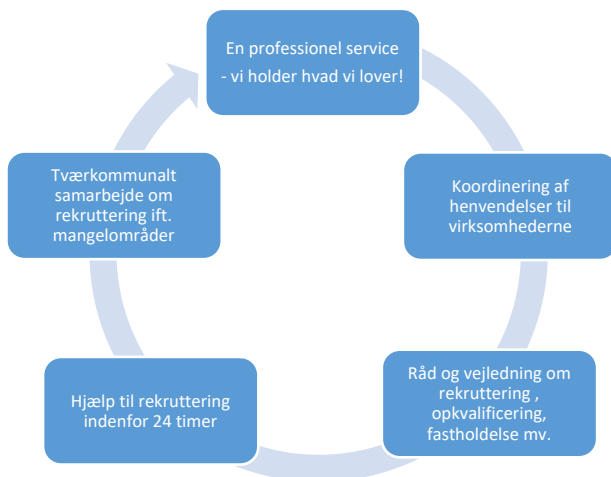 En professionel service
- vi holder hvad vi lover!
Koordinering af
henvendelser til
virksomhederne
Råd og vejledning om
rekruttering ,
opkvalificering,
fastholdelse mv.
Hjælp til rekruttering
indenfor 24 timer
Tværkommunalt
samarbejde om
rekruttering ift.
mangelområder